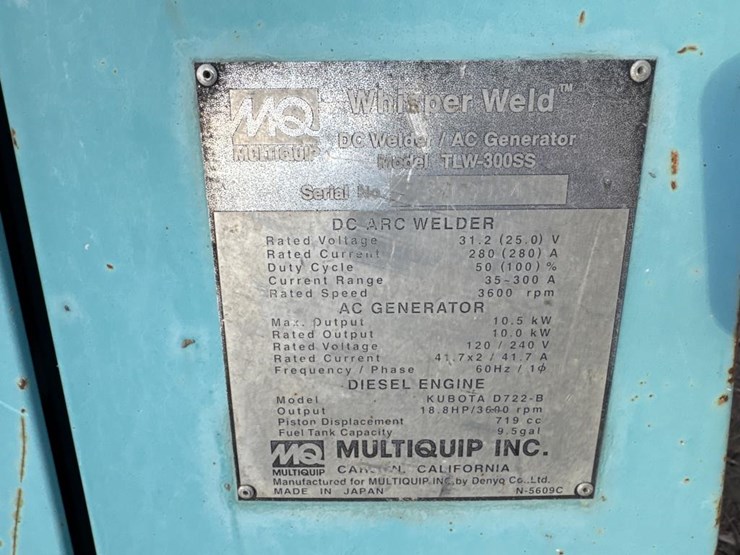 MQ Whisper Weld™
MULTIQUIP DC Welder / AC Generator
Model TLW-300SS
Serial No.
DC ARC WELDER
Rated Voltage 31.2 (25.0) V
Rated Current 280 (280) A
Duty Cycle 50 (100) %
Current Range 35-300 A
Rated Speed 3600 rpm
AC GENERATOR
Max. Output 10.5 kW
Rated Output 10.0 kW
Rated Voltage 120 / 240 V
Rated Current 41.7x2 / 41.7 A
Frequency / Phase 60Hz / 1ϕ
DIESEL ENGINE
Model KUBOTA D722-B
Output 18.8HP/3600 rpm
Piston Displacement 719 cc
Fuel Tank Capacity 9.5gal
MQ MULTIQUIP INC.
MULTIQUIP CALIFORNIA
Manufactured for MULTIQUIP INC. by Denyo Co.,Ltd.
MADE IN JAPAN N-5609C